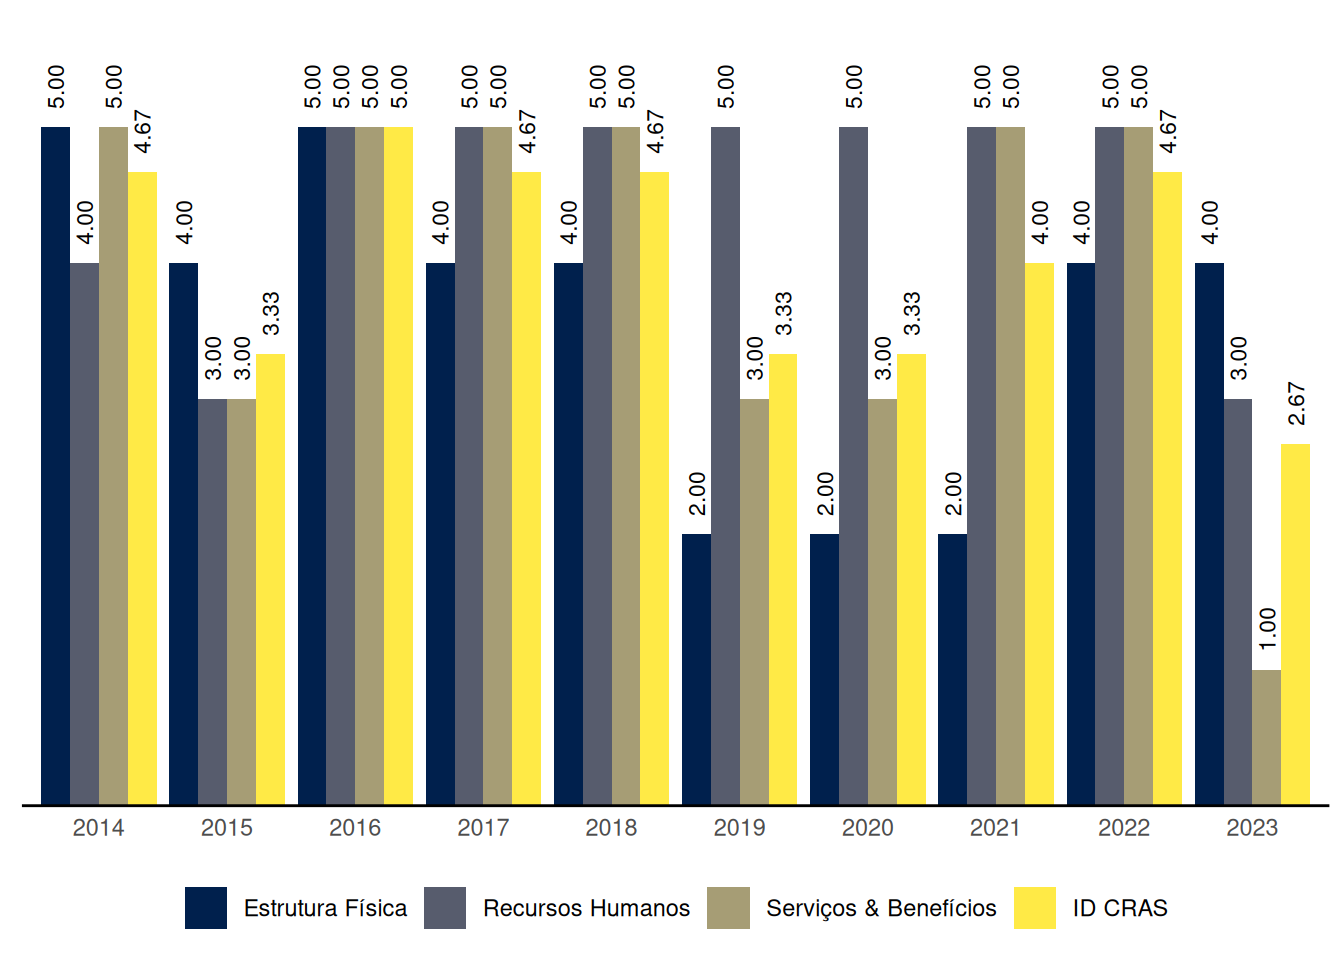 5.00 4.00 5.00 4.67 4.00 3.00 3.00 3.33 5.00 5.00 5.00 5.00 4.00 5.00 5.00 4.67 4.00 5.00 5.00 4.67 2.00 5.00 3.00 3.33 2.00 5.00 3.00 3.33 2.00 5.00 5.00 4.00 4.00 5.00 5.00 4.67 4.00 3.00 1.00 2.67
2014 2015 2016 2017 2018 2019 2020 2021 2022 2023
Estrutura Física Recursos Humanos Serviços & Benefícios ID CRAS